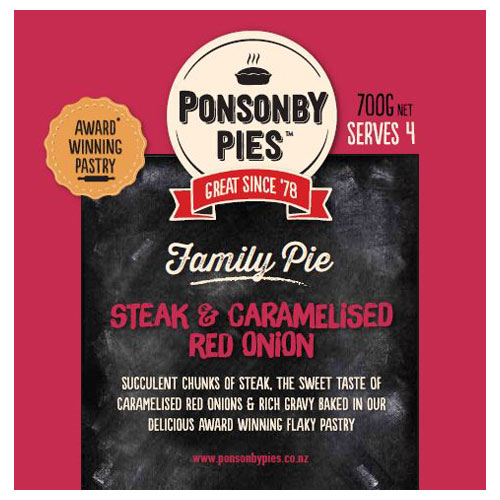 PONSONBY
PIES™
GREAT SINCE '78
700G NET
SERVES 4
AWARD*
WINNING
PASTRY
Family Pie
STEAK & CARAMELISED
RED ONION
SUCCULENT CHUNKS OF STEAK, THE SWEET TASTE OF
CARAMELISED RED ONIONS & RICH GRAVY BAKED IN OUR
DELICIOUS AWARD WINNING FLAKY PASTRY
www.ponsonbypies.co.nz